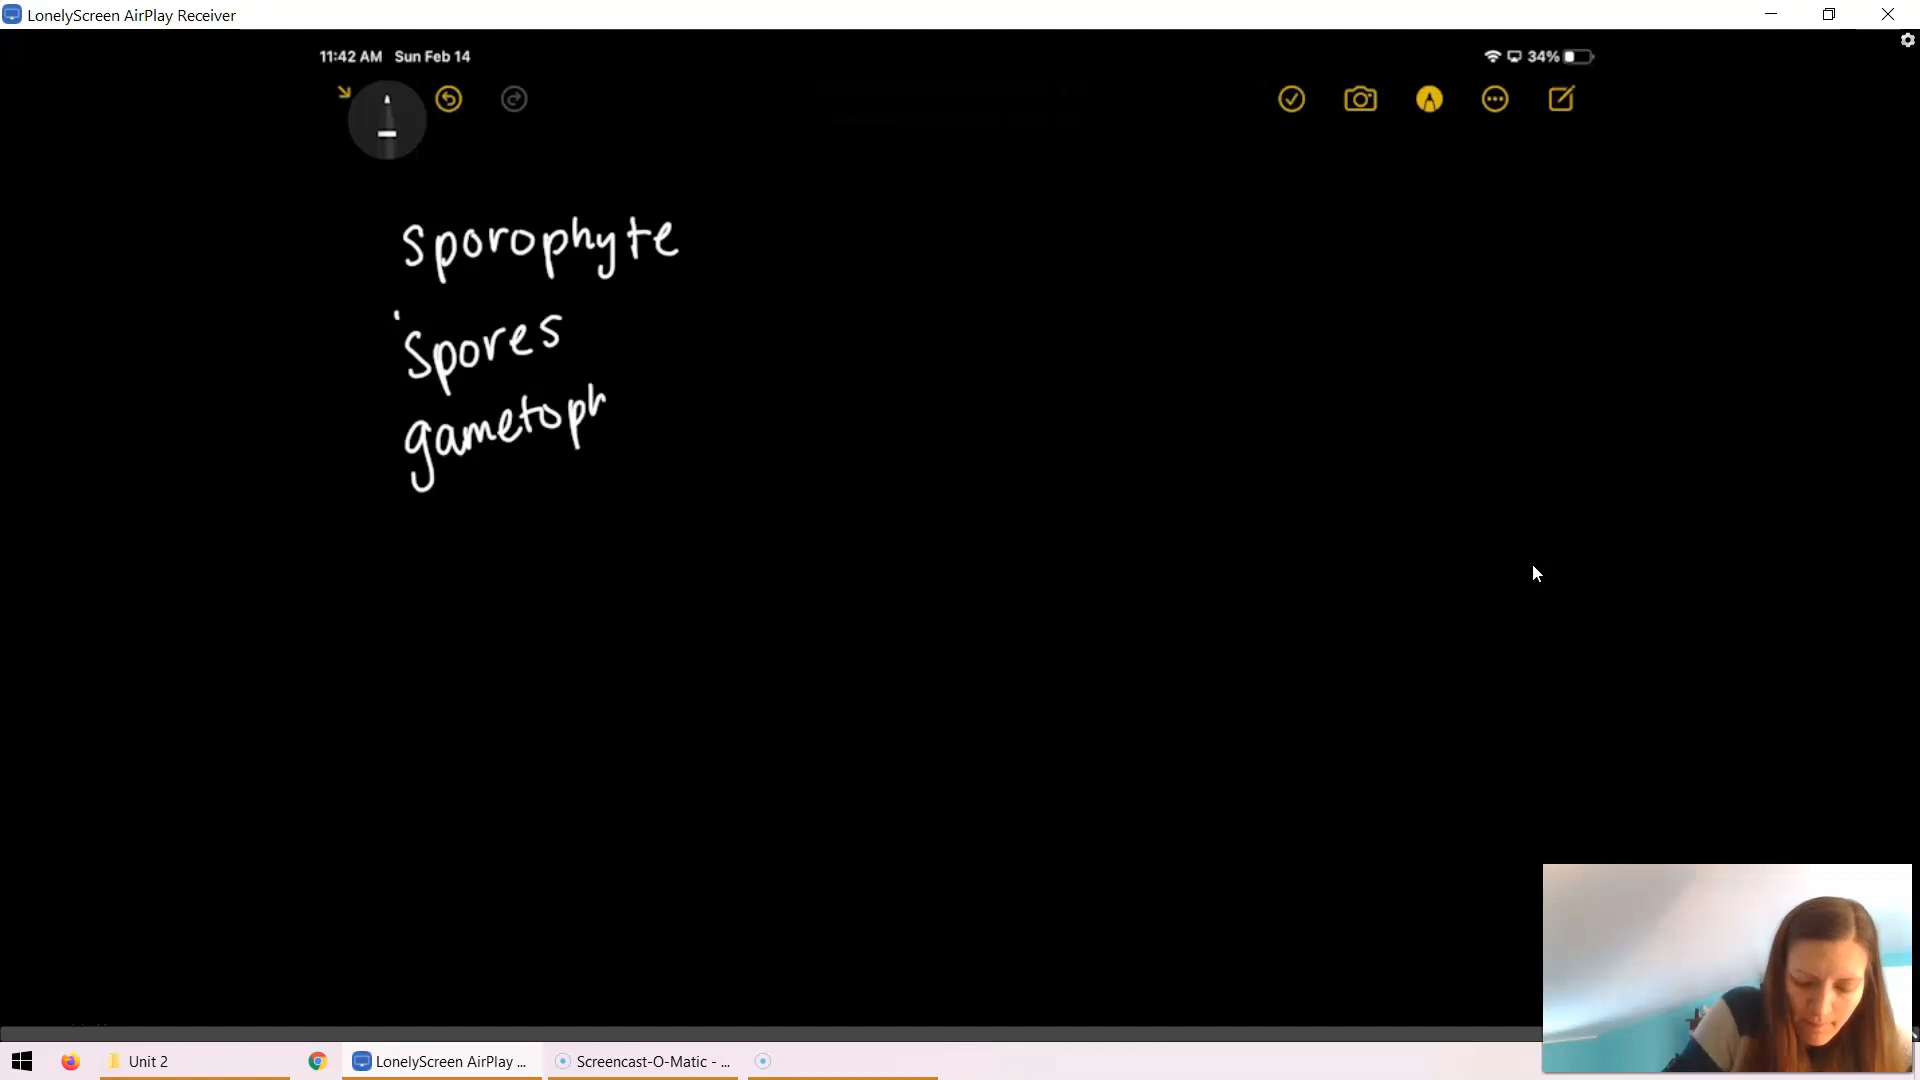 LonelyScreen AirPlay Receiver
11:42 AM Sun Feb 14
34%
sporophyte
Spores
gametoph
Unit 2
LonelyScreen AirPlay ...
Screencast-O-Matic - ...